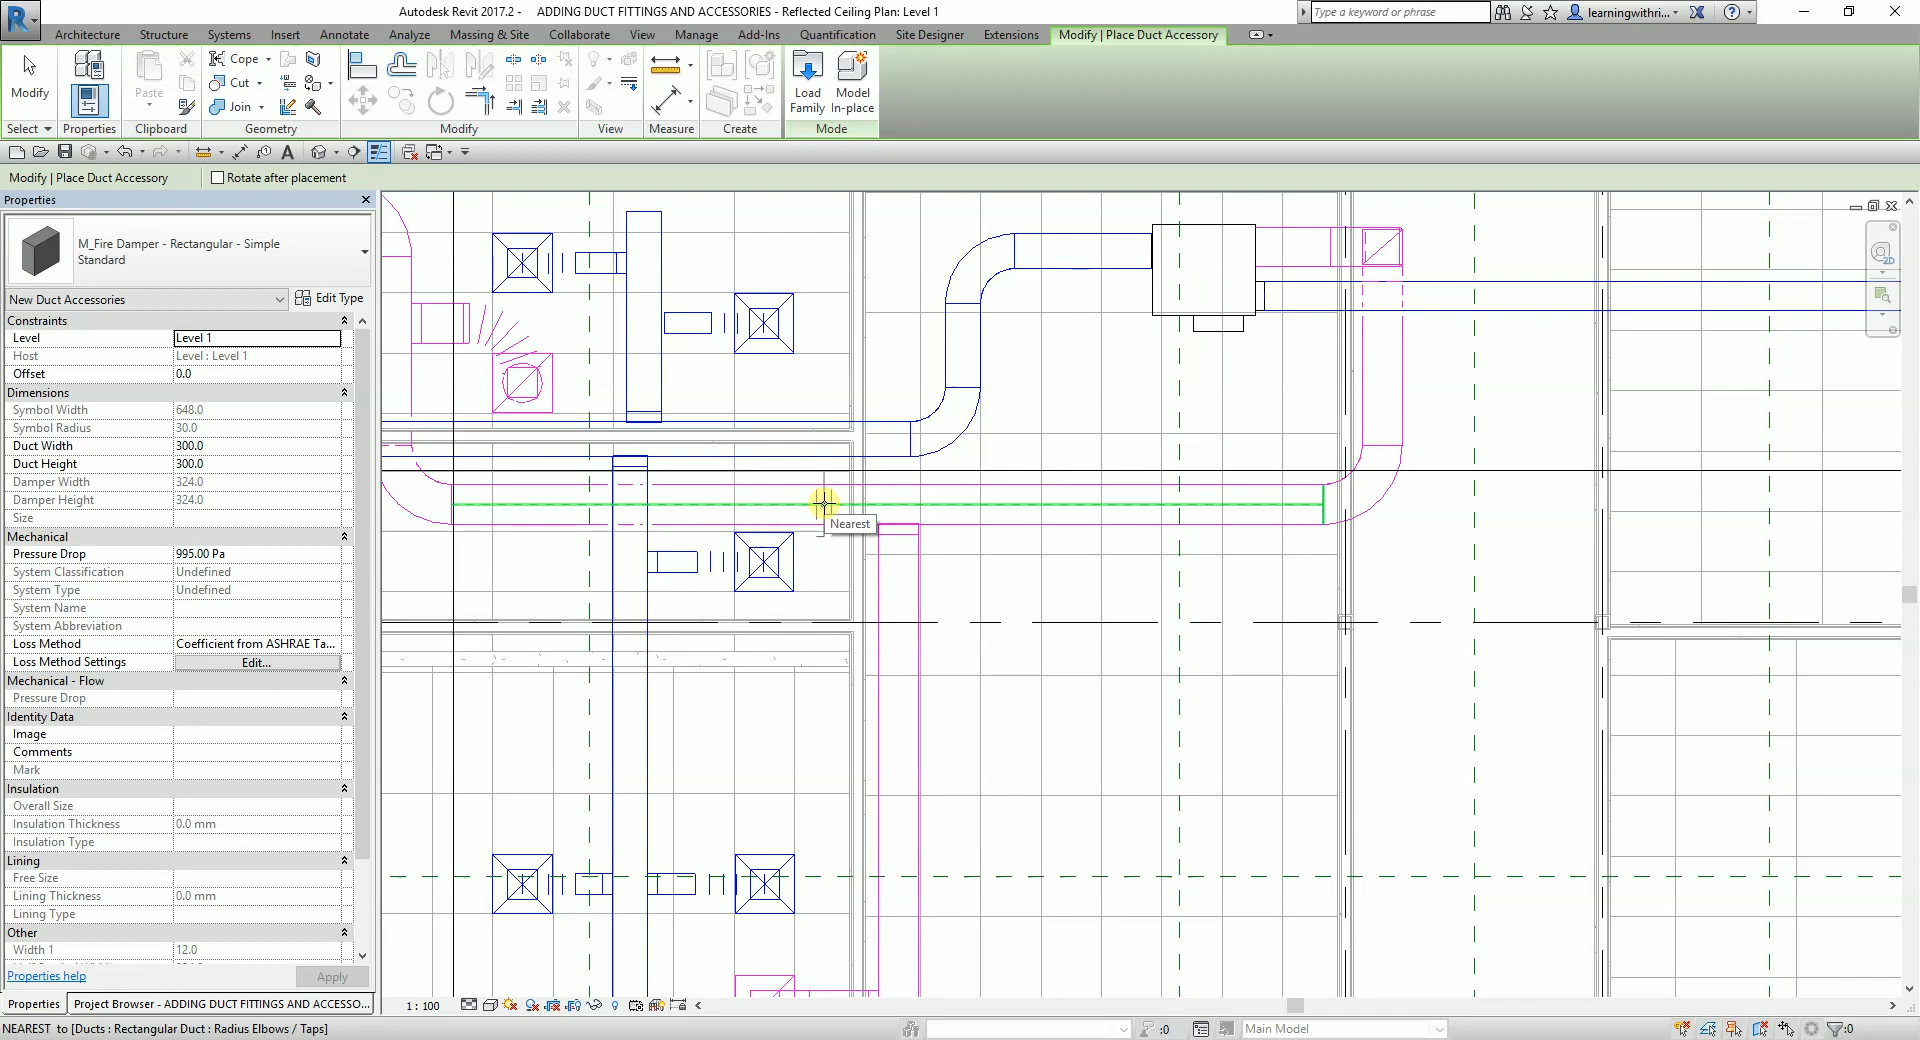 Autodesk Revit 2017.2 -    ADDING DUCT FITTINGS AND ACCESSORIES - Reflected Ceiling Plan: Level 1
Type a keyword or phrase
learningwithri...
Architecture Structure Systems Insert Annotate Analyze Massing & Site Collaborate View Manage Add-Ins Quantification Site Designer Extensions Modify | Place Duct Accessory
Modify
Paste
Cope
Cut
Join
Load Family
Model In-place
Select Properties Clipboard Geometry Modify View Measure Create Mode
Modify | Place Duct Accessory
Rotate after placement
Properties
M_Fire Damper - Rectangular - Simple
Standard
New Duct Accessories
Edit Type
Constraints
Level Level 1
Host Level : Level 1
Offset 0.0
Dimensions
Symbol Width 648.0
Symbol Radius 30.0
Duct Width 300.0
Duct Height 300.0
Damper Width 324.0
Damper Height 324.0
Size
Mechanical
Pressure Drop 995.00 Pa
System Classification Undefined
System Type Undefined
System Name
System Abbreviation
Loss Method Coefficient from ASHRAE Ta...
Loss Method Settings Edit...
Mechanical - Flow
Pressure Drop
Identity Data
Image
Comments
Mark
Insulation
Overall Size
Insulation Thickness 0.0 mm
Insulation Type
Lining
Free Size
Lining Thickness 0.0 mm
Lining Type
Other
Width 1 12.0
Properties help
Apply
Properties
Project Browser - ADDING DUCT FITTINGS AND ACCESSO...
Nearest
2D
1 : 100
NEAREST to [Ducts : Rectangular Duct : Radius Elbows / Taps]
:0
Main Model
:0